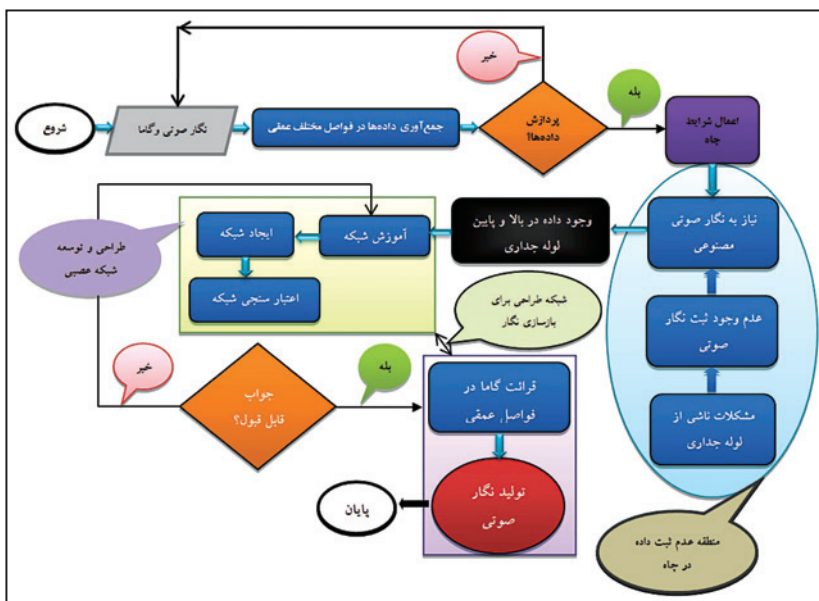 خیر
بله
شروع
نگار صوتی وگاما
جمع‌آوری داده‌ها در فواصل مختلف عمقی
پردازش
داده‌ها؟
اعمال شرایط
چاه
طراحی و توسعه
شبکه عصبی
ایجاد شبکه
آموزش شبکه
اعتبار سنجی شبکه
وجود داده در بالا و پایین
لوله جداری
نیاز به نگار صوتی
مصنوعی
عدم وجود ثبت نگار
صوتی
مشکلات ناشی از
لوله جداری
شبکه طراحی برای
بازسازی نگار
خیر
بله
جواب
قابل قبول؟
قرائت گاما در
فواصل عمقی
تولید نگار
صوتی
پایان
منطقه عدم ثبت داده
در چاه